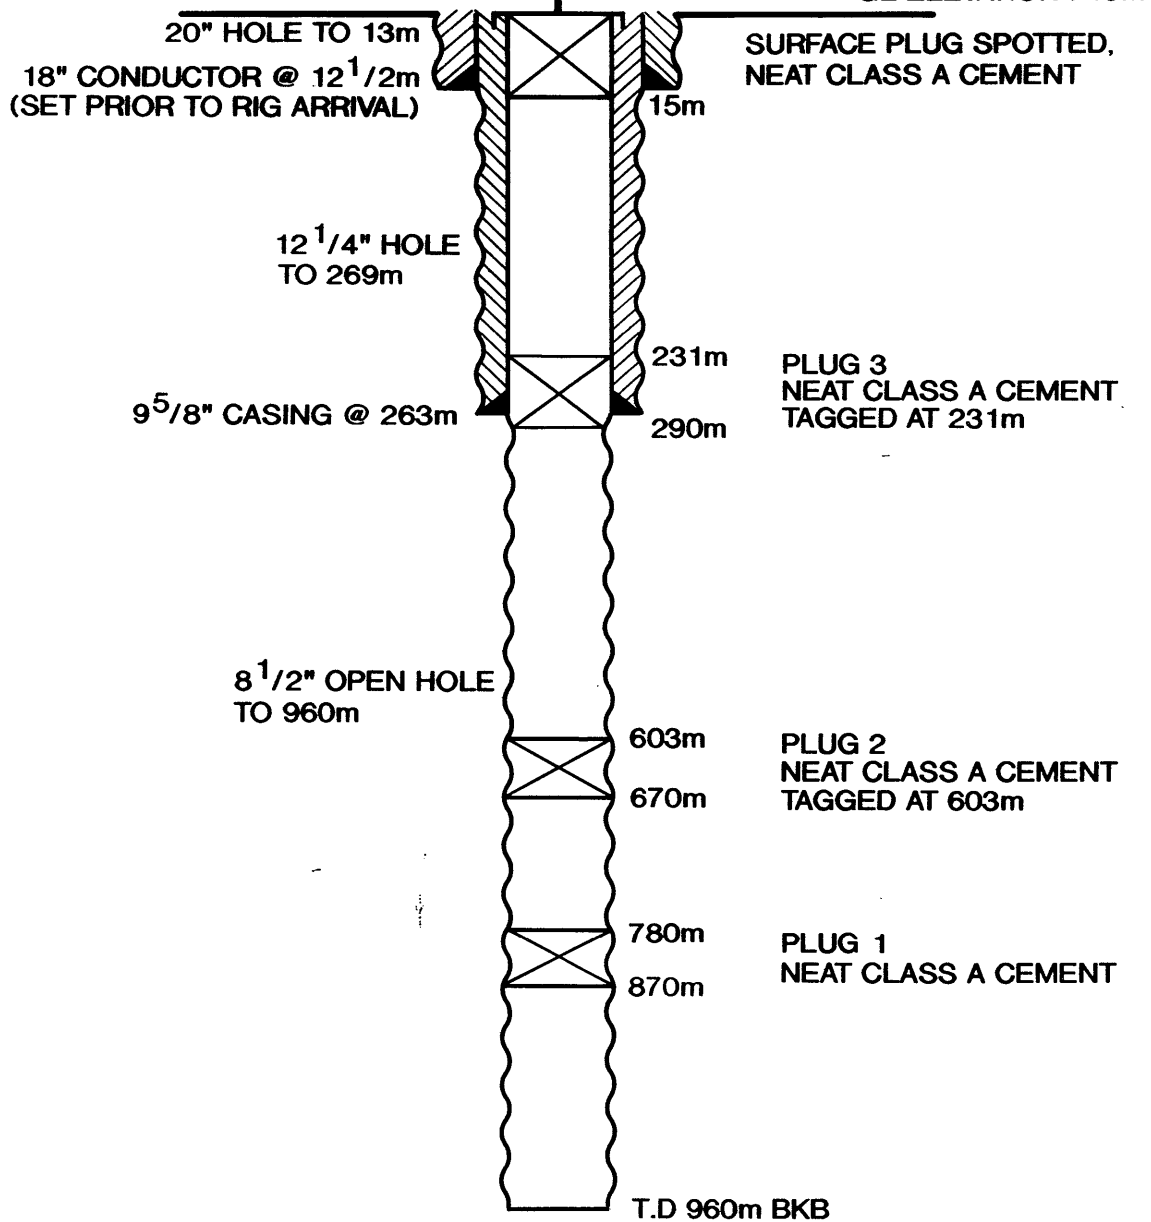 20" HOLE TO 13m
18" CONDUCTOR @ 12 1/2m
(SET PRIOR TO RIG ARRIVAL)
SURFACE PLUG SPOTTED,
NEAT CLASS A CEMENT
15m
12 1/4" HOLE
TO 269m
9 5/8" CASING @ 263m
231m
290m
PLUG 3
NEAT CLASS A CEMENT
TAGGED AT 231m
8 1/2" OPEN HOLE
TO 960m
603m
670m
PLUG 2
NEAT CLASS A CEMENT
TAGGED AT 603m
780m
870m
PLUG 1
NEAT CLASS A CEMENT
T.D 960m BKB